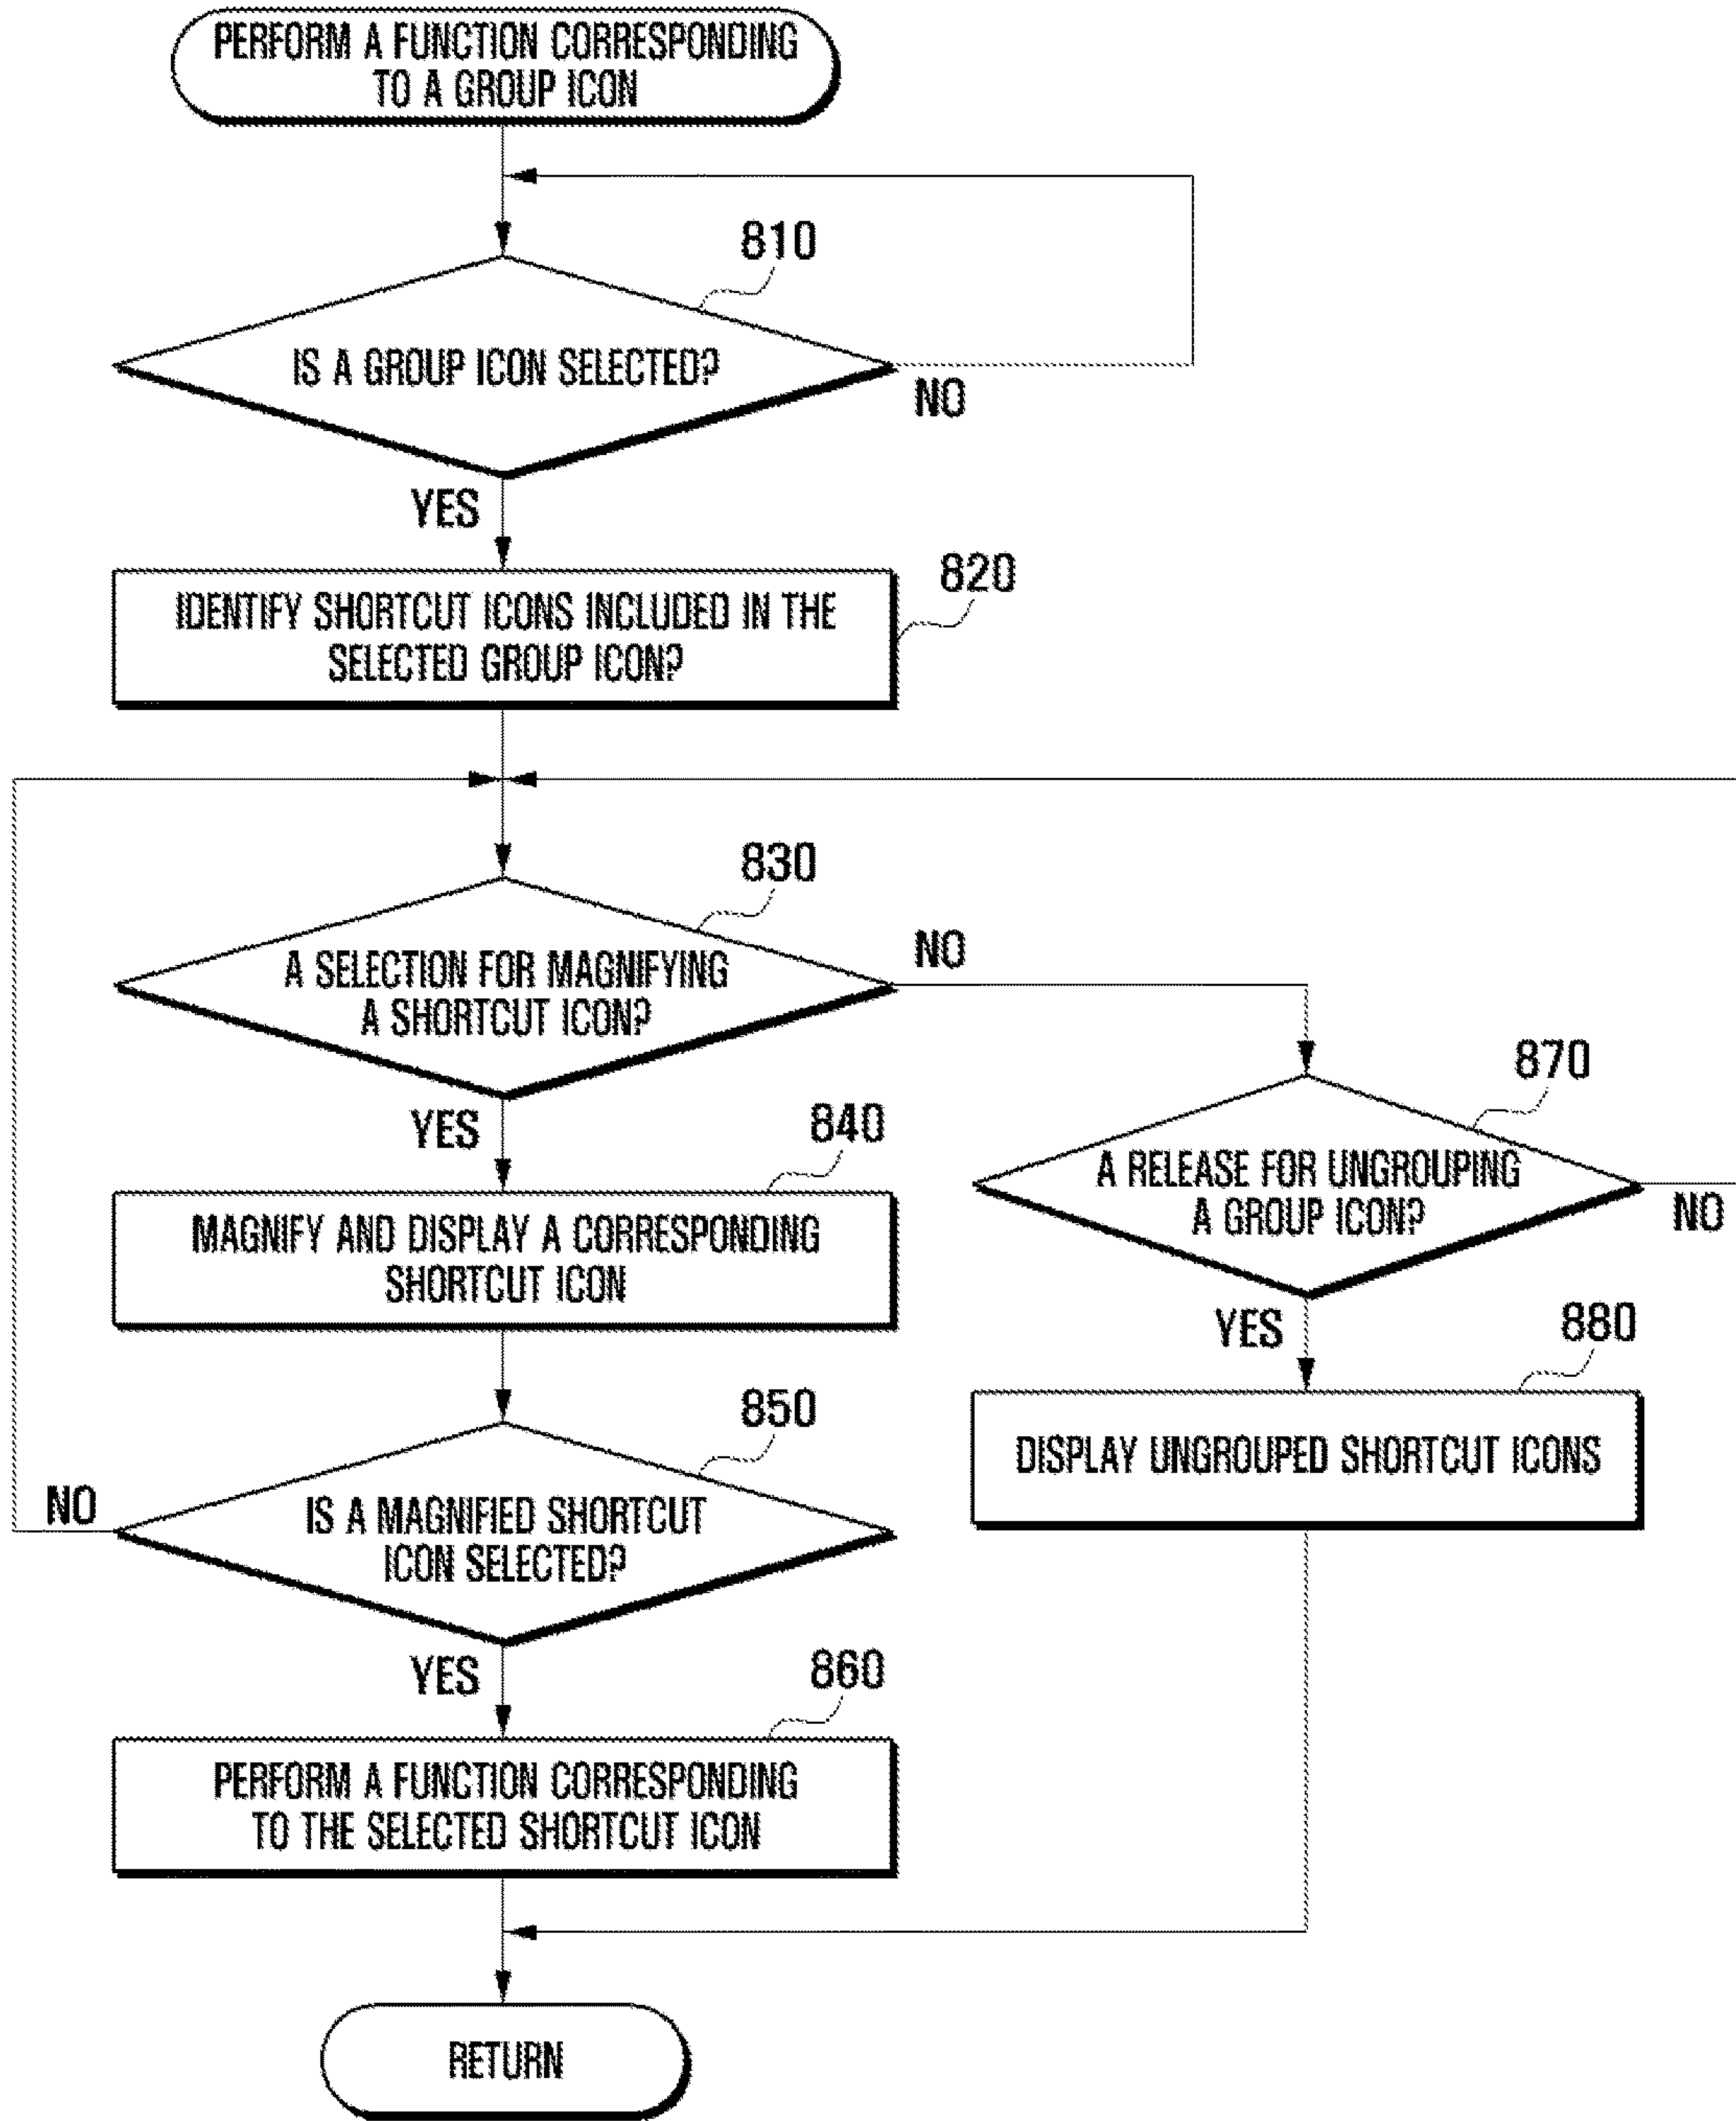 PERFORM A FUNCTION CORRESPONDING
TO A GROUP ICON
810
IS A GROUP ICON SELECTED?
NO
YES
820
IDENTIFY SHORTCUT ICONS INCLUDED IN THE
SELECTED GROUP ICON?
830
A SELECTION FOR MAGNIFYING
A SHORTCUT ICON?
NO
YES
840
MAGNIFY AND DISPLAY A CORRESPONDING
SHORTCUT ICON
870
A RELEASE FOR UNGROUPING
A GROUP ICON?
NO
YES
880
DISPLAY UNGROUPED SHORTCUT ICONS
850
IS A MAGNIFIED SHORTCUT
ICON SELECTED?
NO
YES
860
PERFORM A FUNCTION CORRESPONDING
TO THE SELECTED SHORTCUT ICON
RETURN